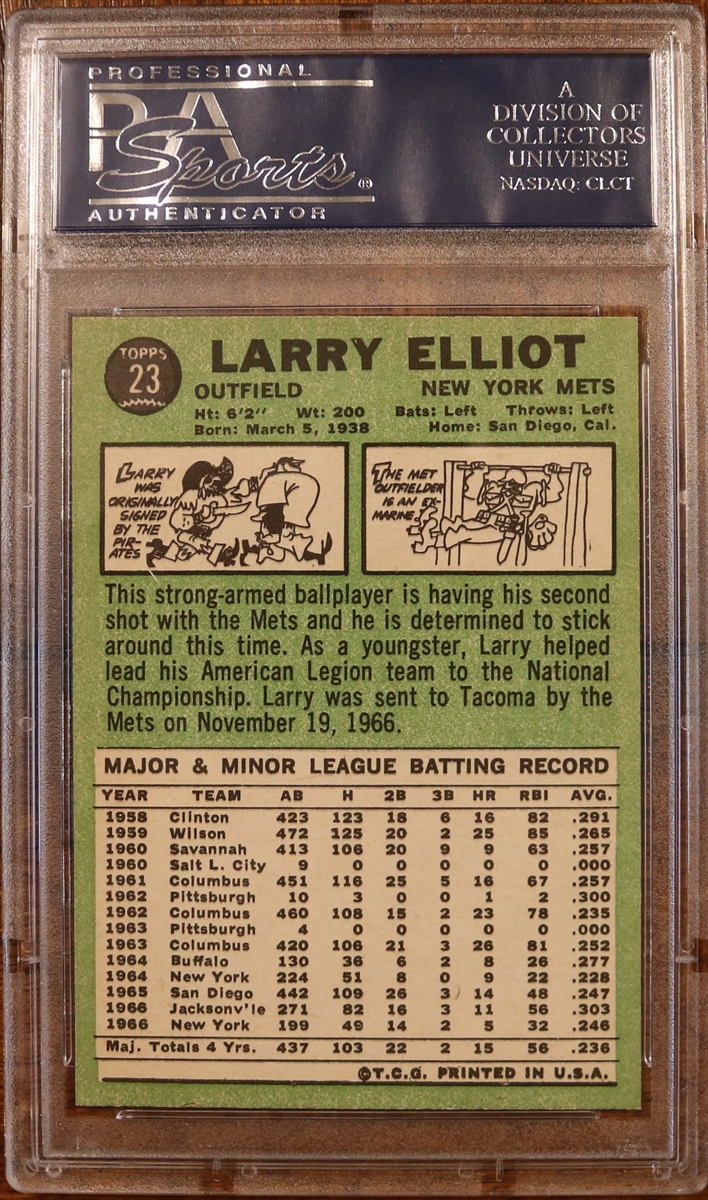 PROFESSIONAL
PSA
Sports®
AUTHENTICATOR
A
DIVISION OF
COLLECTORS
UNIVERSE
NASDAQ: CLCT
TOPPS
23
LARRY ELLIOT
OUTFIELD NEW YORK METS
Ht: 6'2" Wt: 200 Bats: Left Throws: Left
Born: March 5, 1938 Home: San Diego, Cal.
LARRY
WAS
ORIGINALLY
SIGNED
BY THE
PIR-
ATES
THE MET
OUTFIELDER
IS AN EX-
MARINE
This strong-armed ballplayer is having his second
shot with the Mets and he is determined to stick
around this time. As a youngster, Larry helped
lead his American Legion team to the National
Championship. Larry was sent to Tacoma by the
Mets on November 19, 1966.
MAJOR & MINOR LEAGUE BATTING RECORD
YEAR TEAM AB H 2B 3B HR RBI AVG.
1958 Clinton 423 123 18 6 16 82 .291
1959 Wilson 472 125 20 2 25 85 .265
1960 Savannah 413 106 20 9 9 63 .257
1960 Salt L. City 9 0 0 0 0 0 .000
1961 Columbus 451 116 25 5 16 67 .257
1962 Pittsburgh 10 3 0 0 1 2 .300
1962 Columbus 460 108 15 2 23 78 .235
1963 Pittsburgh 4 0 0 0 0 0 .000
1963 Columbus 420 106 21 3 26 81 .252
1964 Buffalo 130 36 6 2 8 26 .277
1964 New York 224 51 8 0 9 22 .228
1965 San Diego 442 109 26 3 14 48 .247
1966 Jacksonv'le 271 82 16 3 11 56 .303
1966 New York 199 49 14 2 5 32 .246
Maj. Totals 4 Yrs. 437 103 22 2 15 56 .236
©T.C.G. PRINTED IN U.S.A.